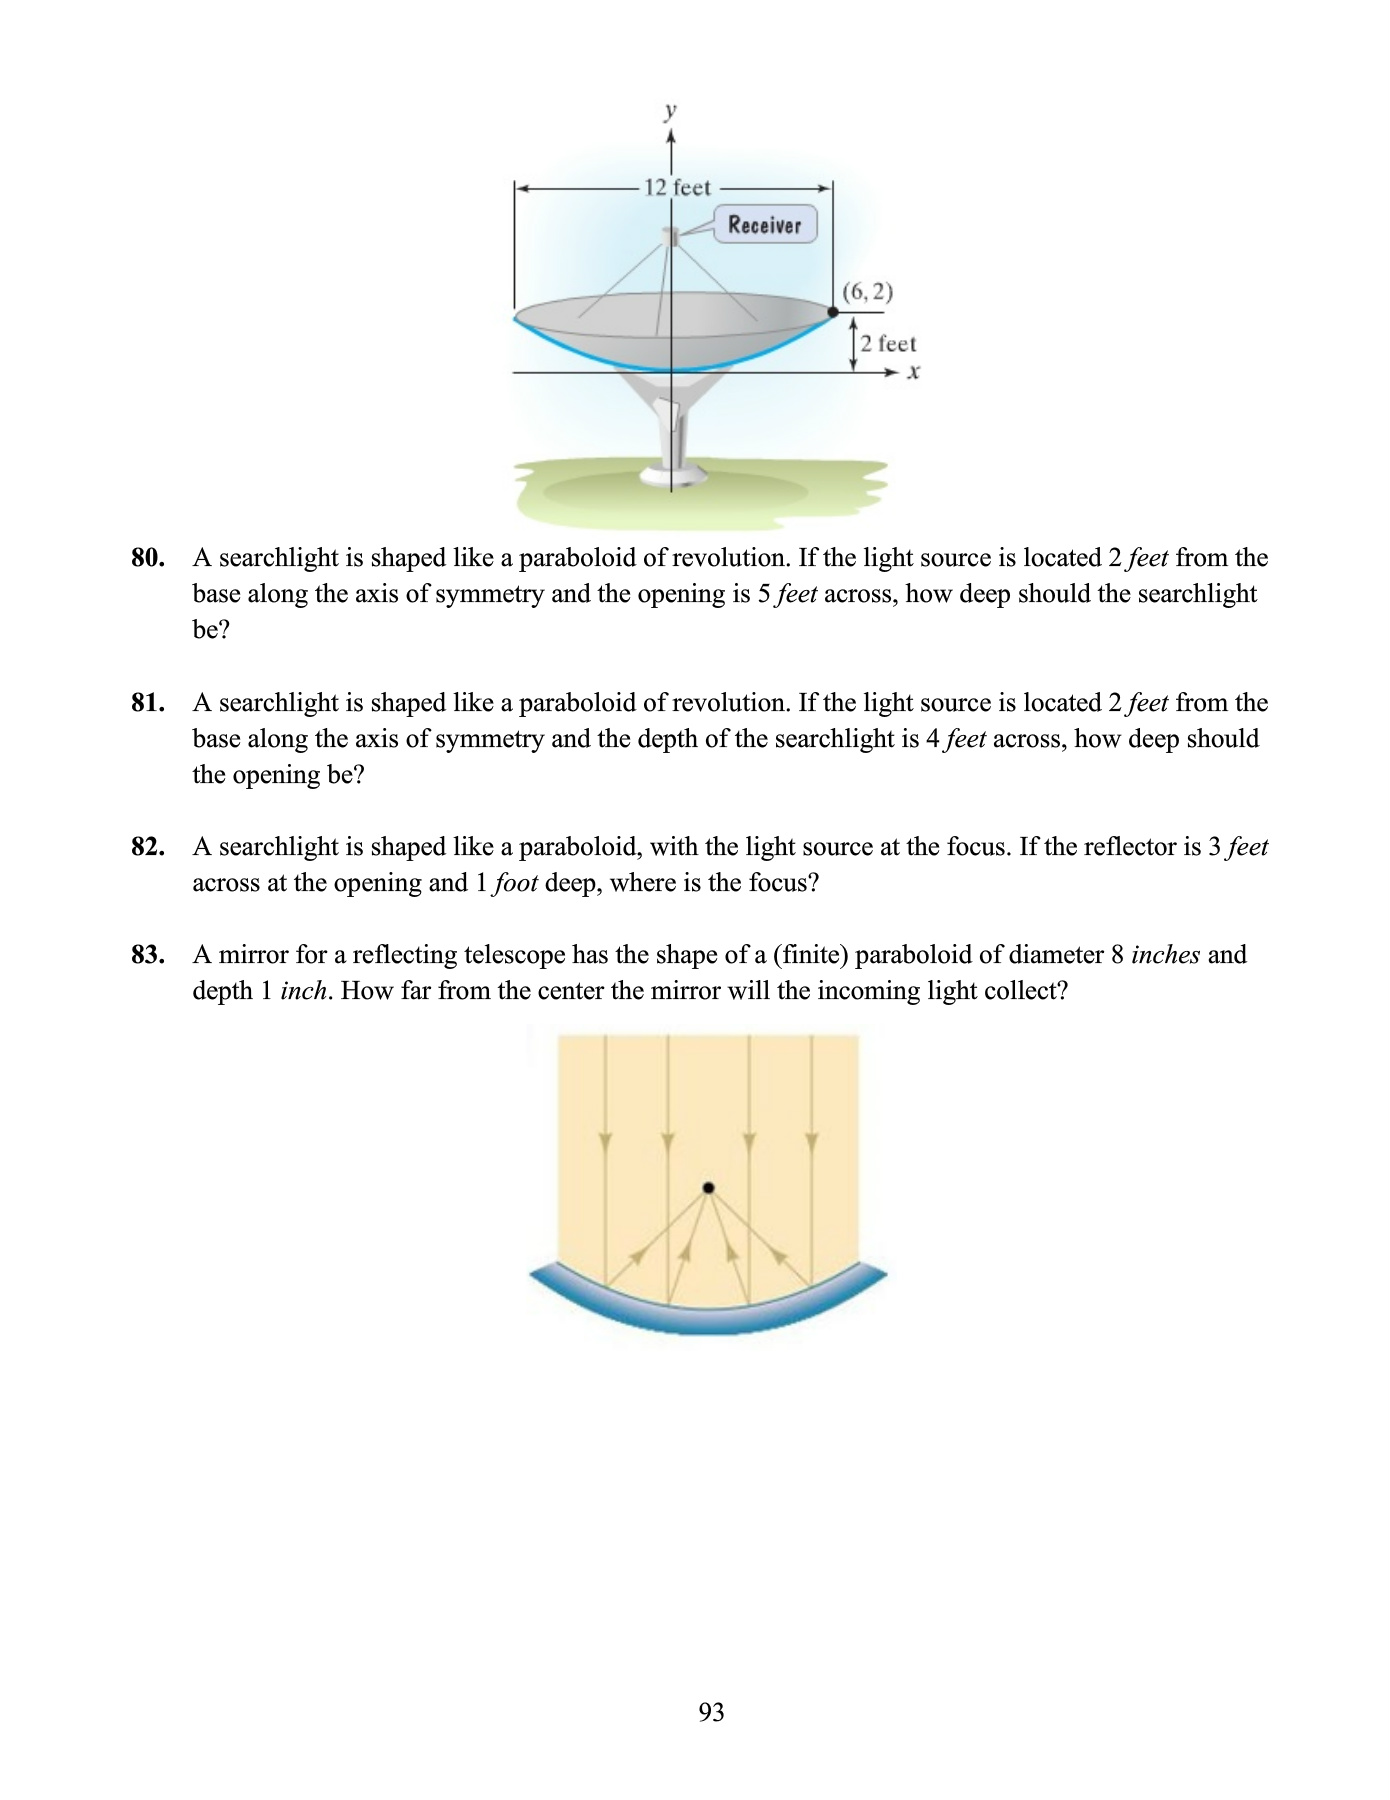 y
12 feet
Receiver
(6, 2)
2 feet
x
80. A searchlight is shaped like a paraboloid of revolution. If the light source is located 2 feet from the
base along the axis of symmetry and the opening is 5 feet across, how deep should the searchlight
be?
81. A searchlight is shaped like a paraboloid of revolution. If the light source is located 2 feet from the
base along the axis of symmetry and the depth of the searchlight is 4 feet across, how deep should
the opening be?
82. A searchlight is shaped like a paraboloid, with the light source at the focus. If the reflector is 3 feet
across at the opening and 1 foot deep, where is the focus?
83. A mirror for a reflecting telescope has the shape of a (finite) paraboloid of diameter 8 inches and
depth 1 inch. How far from the center the mirror will the incoming light collect?
93